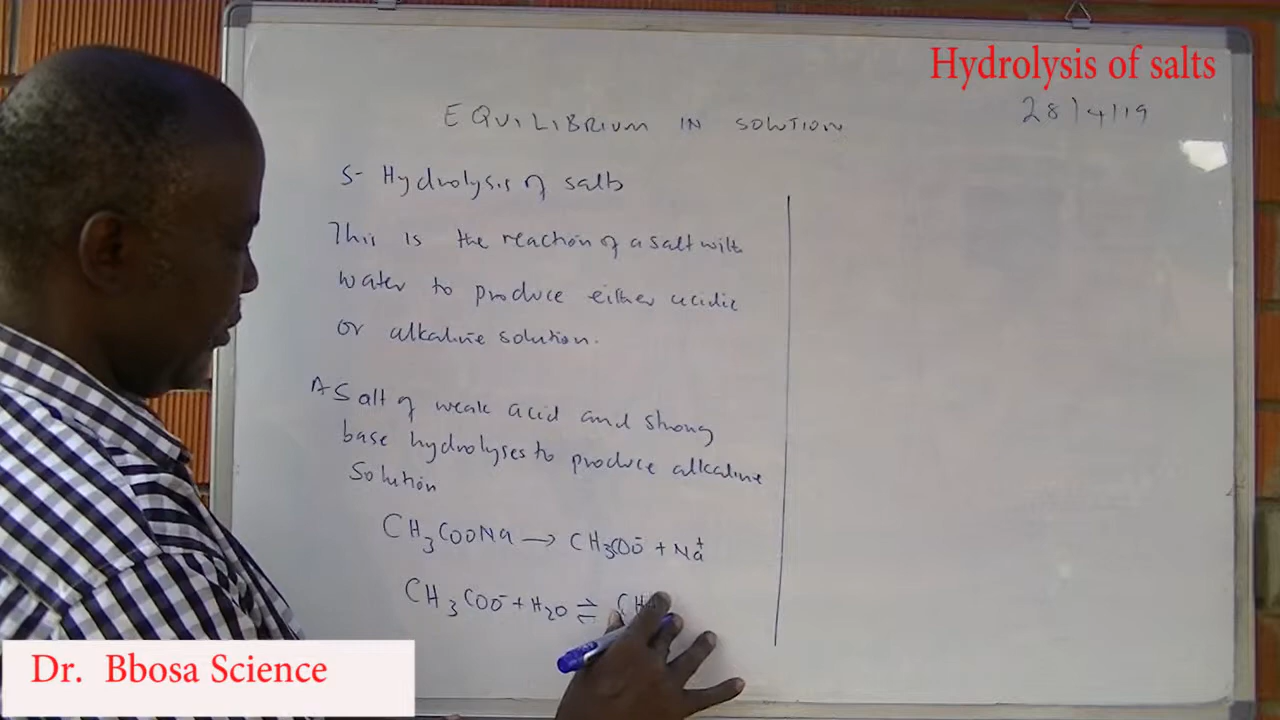 Hydrolysis of salts
28/4/19
EQUILIBRIUM IN SOLUTION
5- Hydrolysis of salts
This is the reaction of a salt with
water to produce either acidic
or alkaline solution.
A salt of weak acid and strong
base hydrolyses to produce alkaline
solution
CH₃COONa → CH₃COO⁻ + Na⁺
CH₃COO⁻ + H₂O ⇌ CH
Dr. Bbosa Science